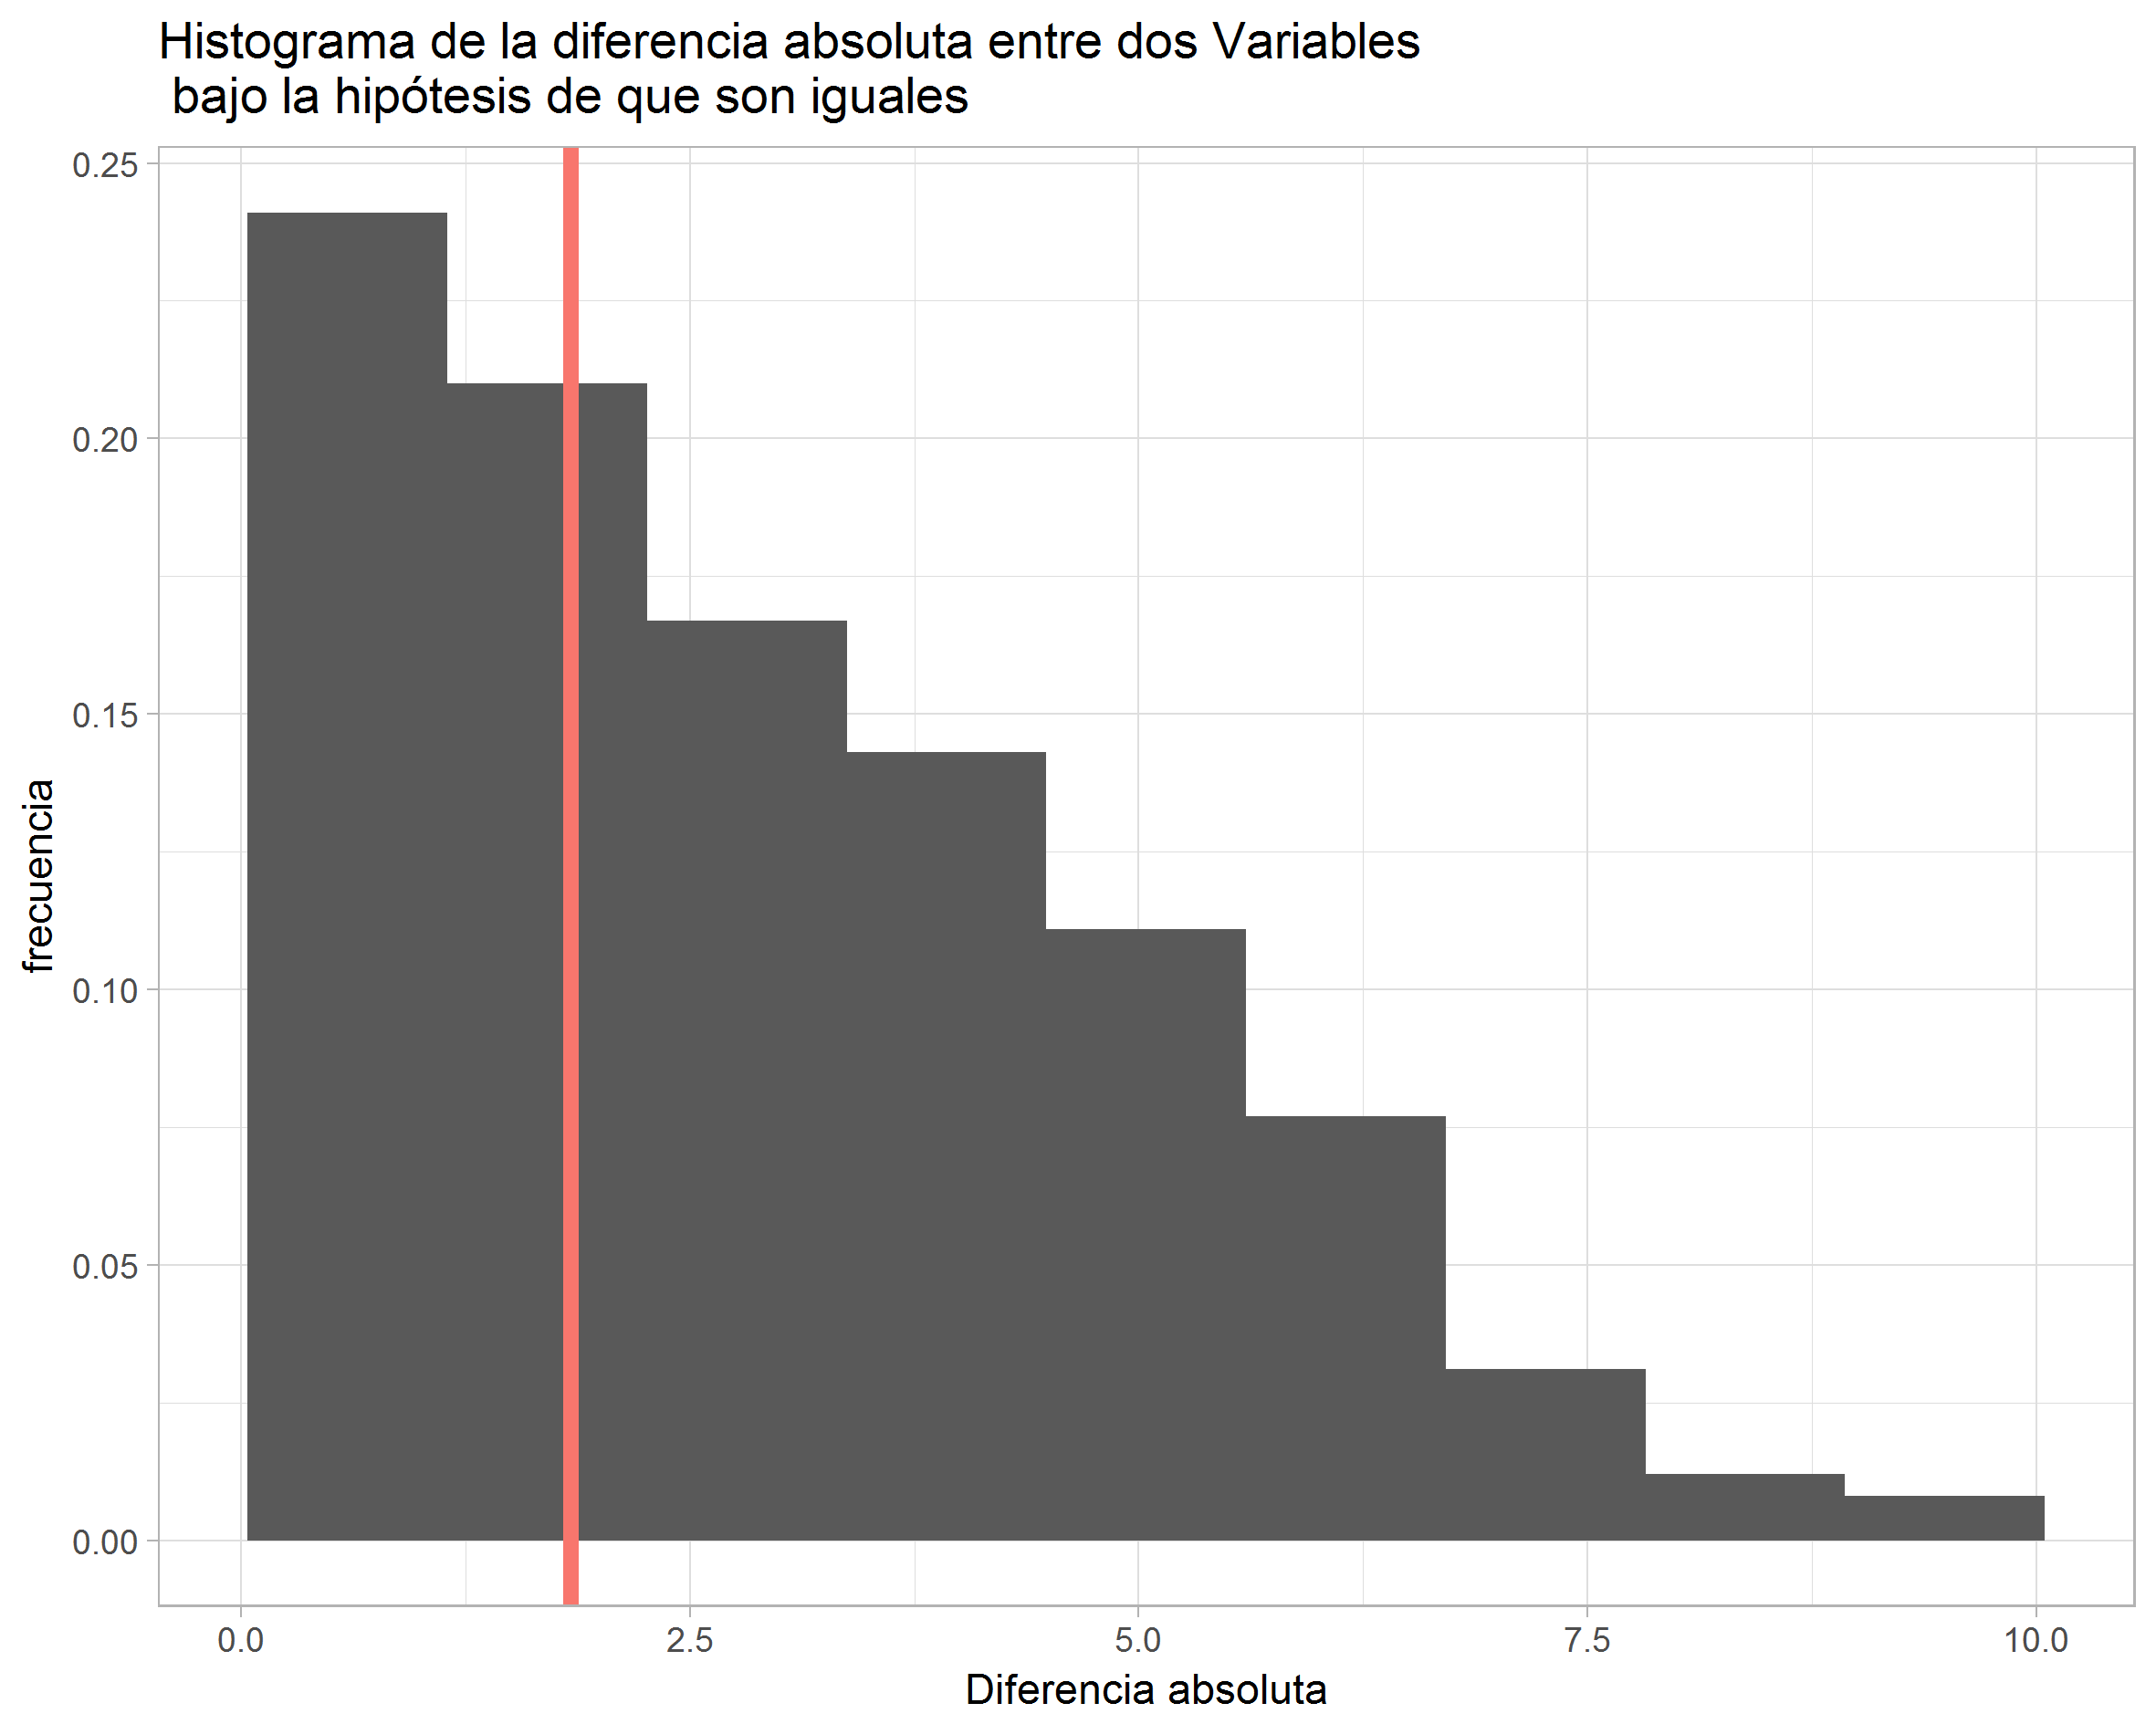 Histograma de la diferencia absoluta entre dos Variables
bajo la hipótesis de que son iguales
0.25
0.20
0.15
0.10
0.05
0.00
frecuencia
0.0 2.5 5.0 7.5 10.0
Diferencia absoluta